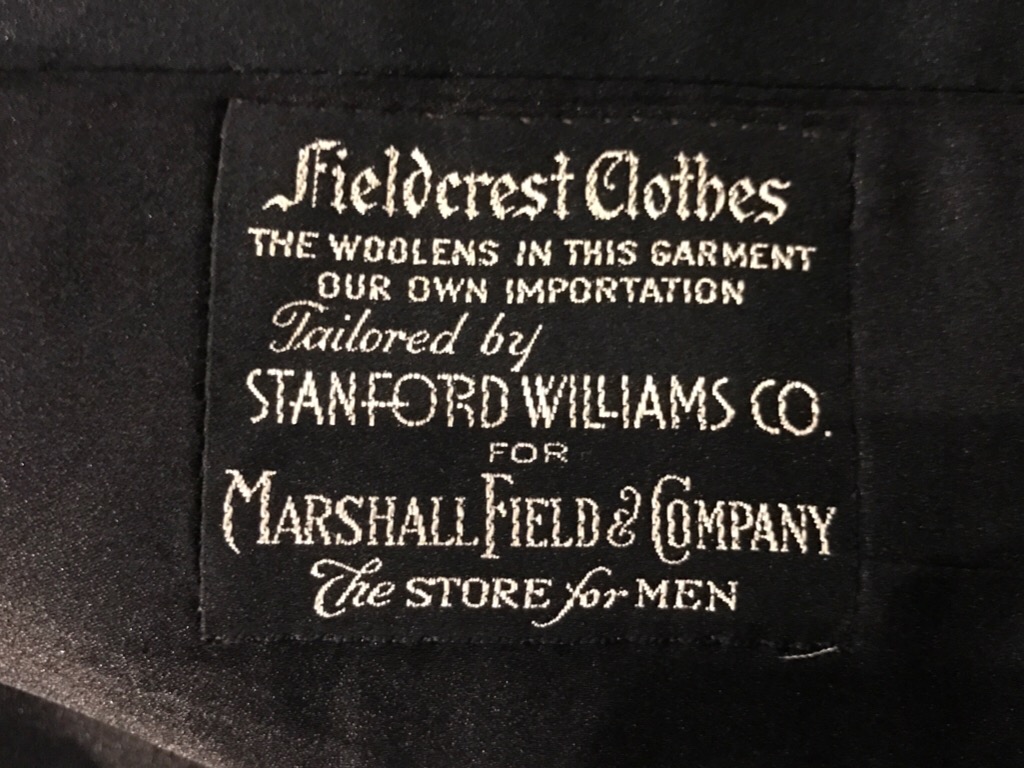 Fieldcrest Clothes
THE WOOLENS IN THIS GARMENT
OUR OWN IMPORTATION
Tailored by
STANFORD WILLIAMS CO.
FOR
MARSHALL FIELD & COMPANY
The STORE for MEN